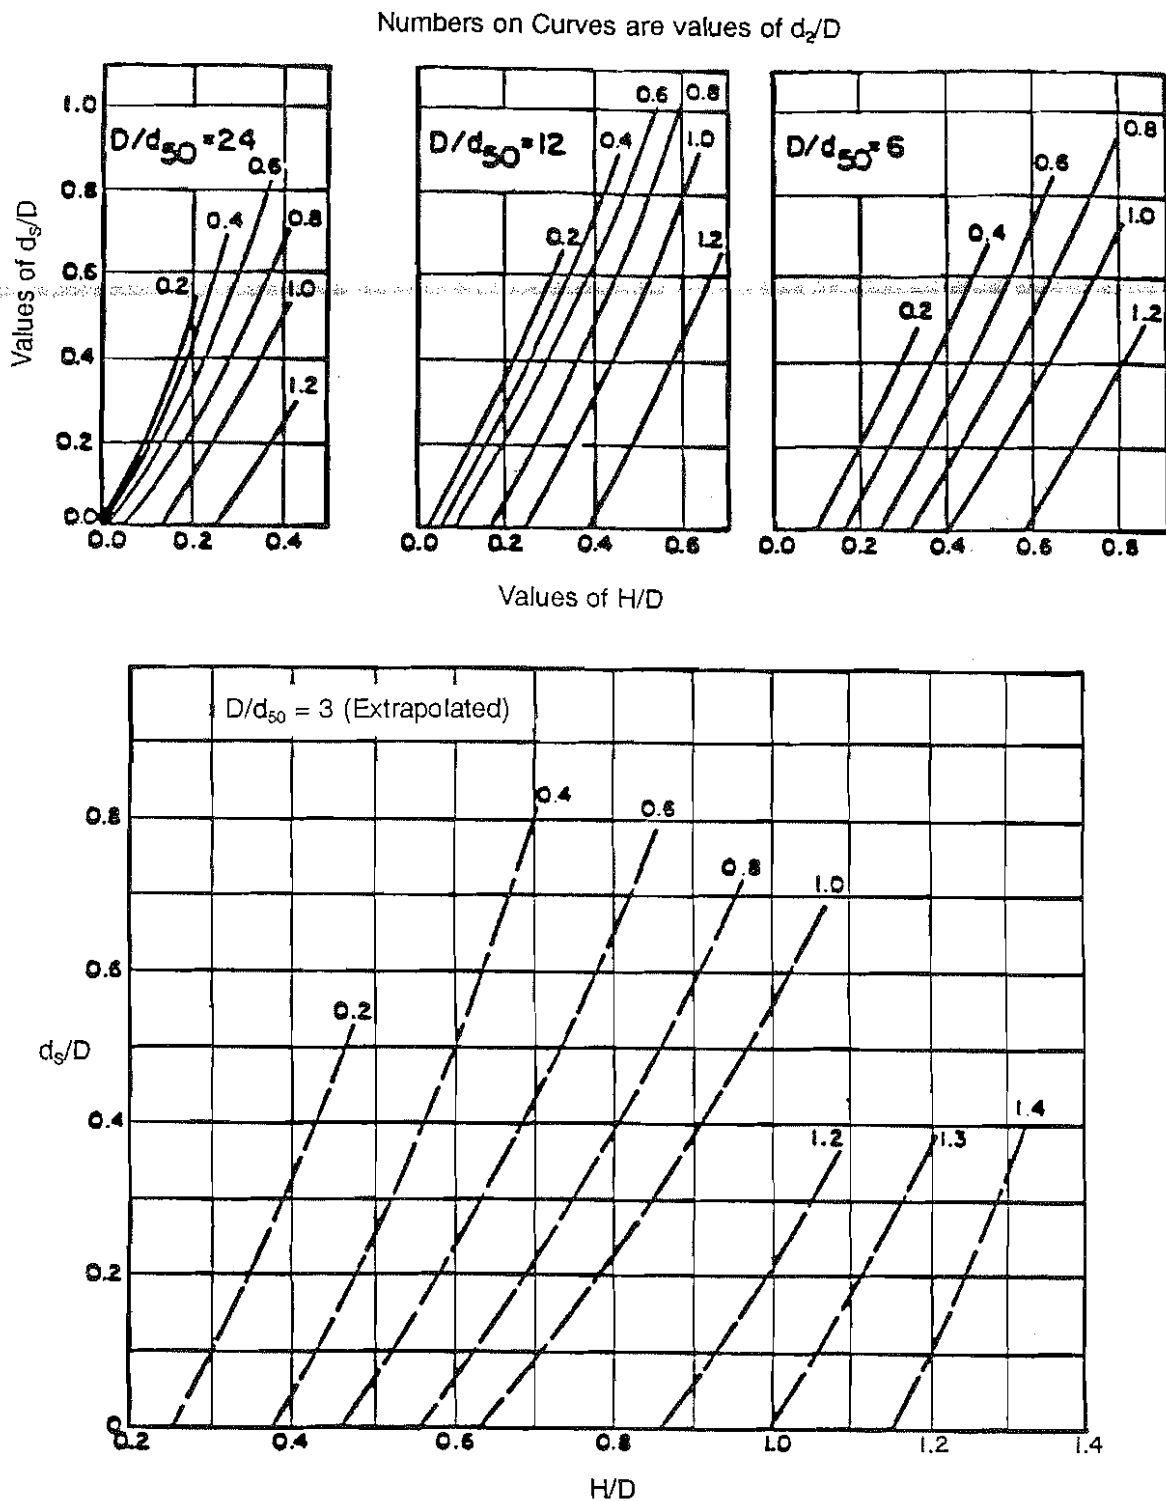 Numbers on Curves are values of d₂/D
Values of dₛ/D
1.0
0.8
0.6
0.4
0.2
0.0
D/d₅₀=24
0.6
0.4
0.8
0.2
1.0
1.2
0.0 0.2 0.4
D/d₅₀=12
0.6 0.8
0.4 1.0
0.2 1.2
0.0 0.2 0.4 0.6
D/d₅₀=6
0.8
0.6
0.4 1.0
0.2 1.2
0.0 0.2 0.4 0.6 0.8
Values of H/D
D/d₅₀ = 3 (Extrapolated)
0.8
0.6
dₛ/D
0.4
0.2
0
0.4
0.6
0.8
1.0
0.2
1.2 1.3 1.4
0.2 0.4 0.6 0.8 1.0 1.2 1.4
H/D